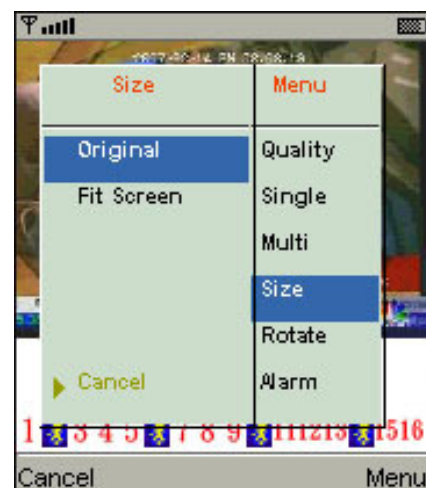 Size
Menu
Original
Quality
Fit Screen
Single
Multi
Size
Rotate
Cancel
Alarm
Cancel
Menu